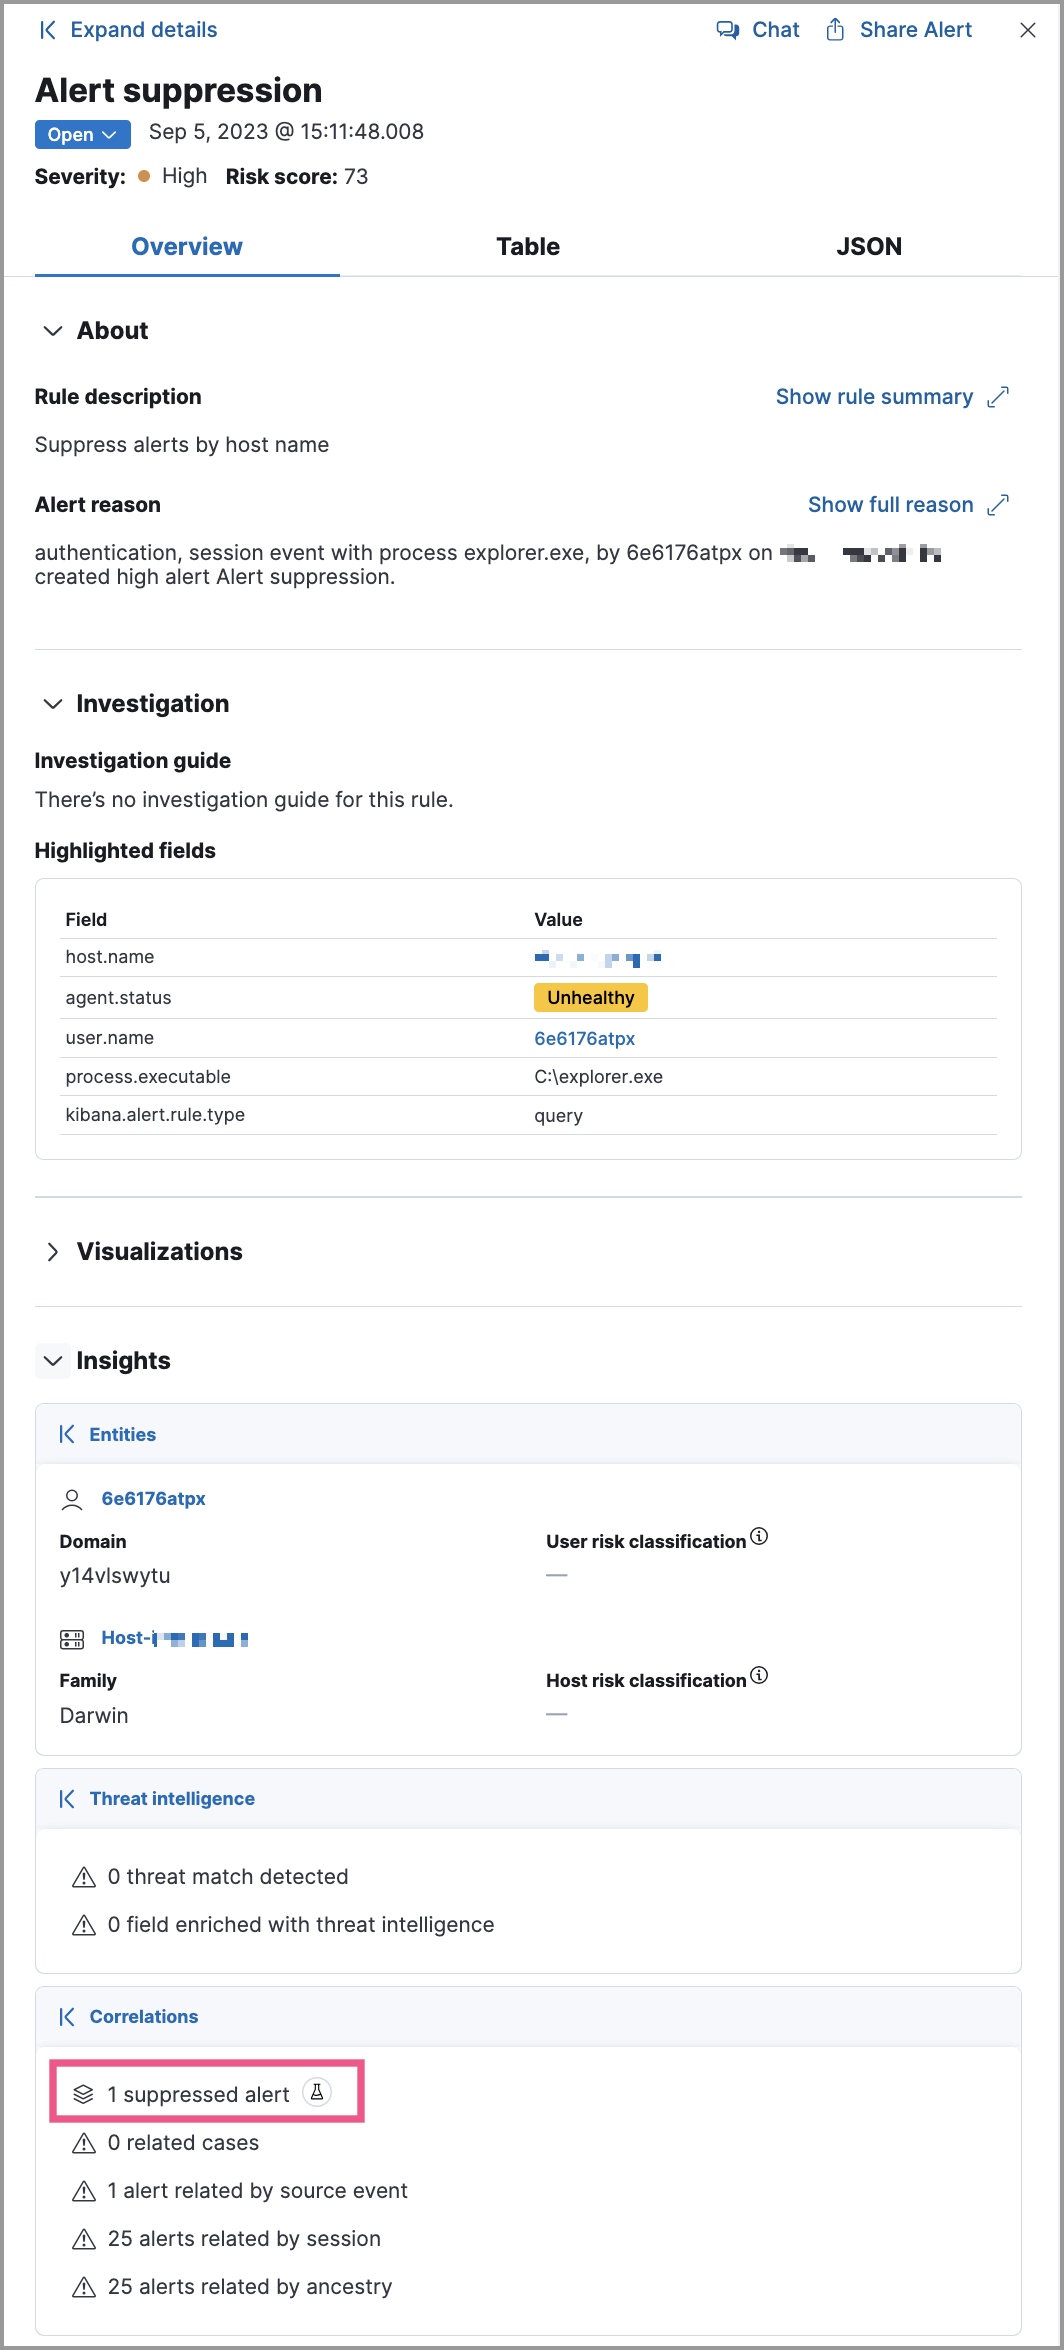 Expand details Chat Share Alert
Alert suppression
Open Sep 5, 2023 @ 15:11:48.008
Severity: High Risk score: 73
Overview Table JSON
About
Rule description Show rule summary
Suppress alerts by host name
Alert reason Show full reason
authentication, session event with process explorer.exe, by 6e6176atpx on
created high alert Alert suppression.
Investigation
Investigation guide
There's no investigation guide for this rule.
Highlighted fields
Field Value
host.name
agent.status Unhealthy
user.name 6e6176atpx
process.executable C:\explorer.exe
kibana.alert.rule.type query
Visualizations
Insights
Entities
6e6176atpx
Domain User risk classification
y14vlswytu —
Host-
Family Host risk classification
Darwin —
Threat intelligence
0 threat match detected
0 field enriched with threat intelligence
Correlations
1 suppressed alert
0 related cases
1 alert related by source event
25 alerts related by session
25 alerts related by ancestry